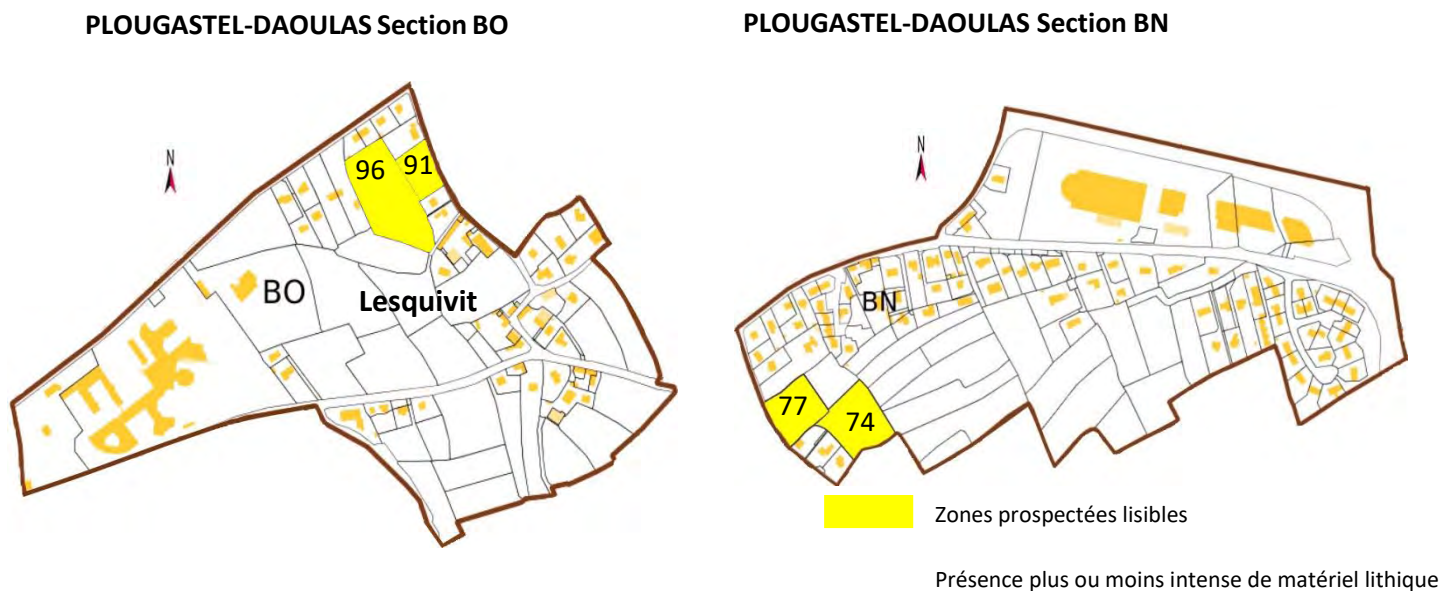 PLOUGASTEL-DAOULAS Section BO
PLOUGASTEL-DAOULAS Section BN
N
96
91
BO
Lesquivit
N
BN
77
74
Zones prospectées lisibles
Présence plus ou moins intense de matériel lithique